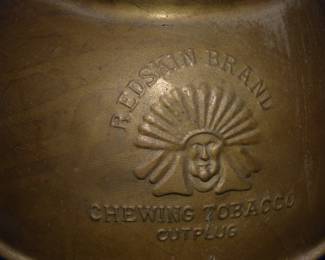 REDSKIN BRAND
CHEWING TOBACCO
CUTPLUG